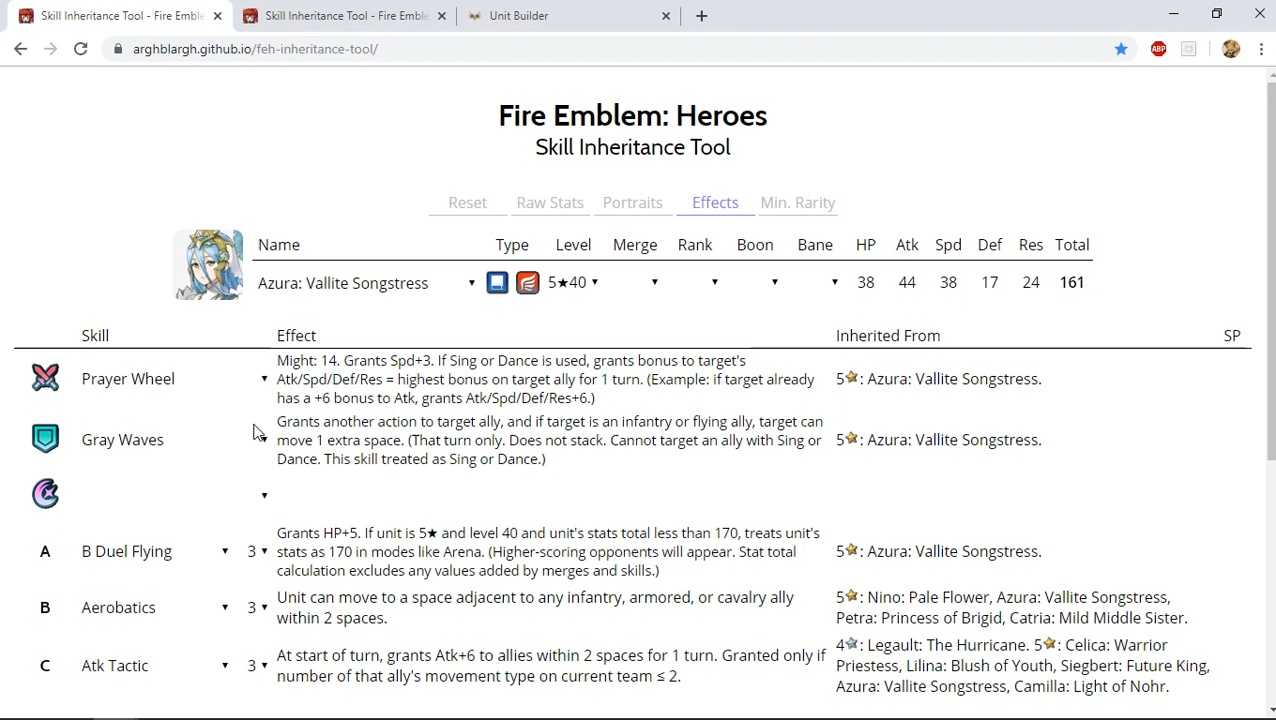 Skill Inheritance Tool - Fire Emble
Skill Inheritance Tool - Fire Emble
Unit Builder
arghblargh.github.io/feh-inheritance-tool/
ABP
Fire Emblem: Heroes
Skill Inheritance Tool
Reset Raw Stats Portraits Effects Min. Rarity
Name Type Level Merge Rank Boon Bane HP Atk Spd Def Res Total
Azura: Vallite Songstress 5★40 38 44 38 17 24 161
Skill Effect Inherited From SP
Might: 14. Grants Spd+3. If Sing or Dance is used, grants bonus to target's
Prayer Wheel Atk/Spd/Def/Res = highest bonus on target ally for 1 turn. (Example: if target already 5★: Azura: Vallite Songstress.
has a +6 bonus to Atk, grants Atk/Spd/Def/Res+6.)
Grants another action to target ally, and if target is an infantry or flying ally, target can
Gray Waves move 1 extra space. (That turn only. Does not stack. Cannot target an ally with Sing or 5★: Azura: Vallite Songstress.
Dance. This skill treated as Sing or Dance.)
Grants HP+5. If unit is 5★ and level 40 and unit's stats total less than 170, treats unit's
A B Duel Flying 3 stats as 170 in modes like Arena. (Higher-scoring opponents will appear. Stat total 5★: Azura: Vallite Songstress.
calculation excludes any values added by merges and skills.)
B Aerobatics 3 Unit can move to a space adjacent to any infantry, armored, or cavalry ally 5★: Nino: Pale Flower, Azura: Vallite Songstress,
within 2 spaces. Petra: Princess of Brigid, Catria: Mild Middle Sister.
4★: Legault: The Hurricane. 5★: Celica: Warrior
C Atk Tactic 3 At start of turn, grants Atk+6 to allies within 2 spaces for 1 turn. Granted only if Priestess, Lilina: Blush of Youth, Siegbert: Future King,
number of that ally's movement type on current team ≤ 2. Azura: Vallite Songstress, Camilla: Light of Nohr.